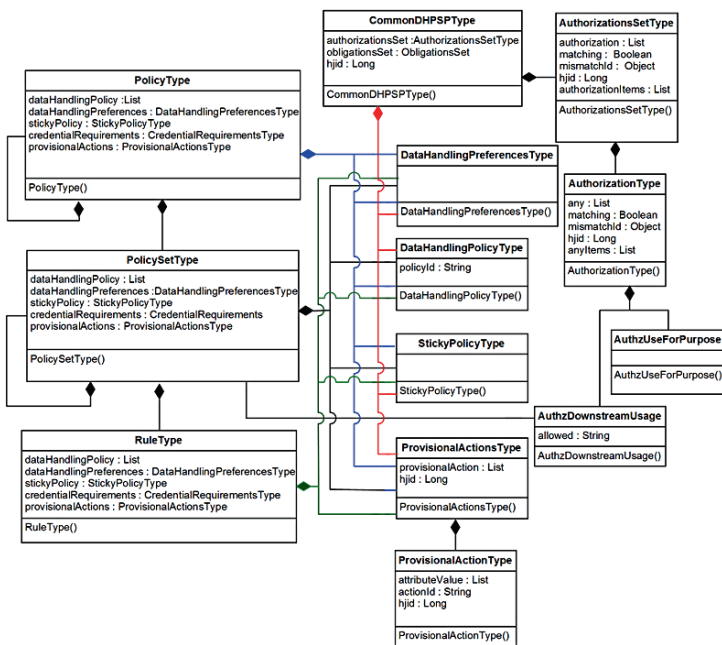 CommonDHPSPType
authorizationsSet :AuthorizationsSetType
obligationsSet : ObligationsSet
hjid : Long
CommonDHPSPType()
AuthorizationsSetType
authorization : List
matching : Boolean
mismatchId : Object
hjid : Long
authorizationItems : List
AuthorizationsSetType()
PolicyType
dataHandlingPolicy :List
dataHandlingPreferences : DataHandlingPreferencesType
stickyPolicy : StickyPolicyType
credentialRequirements : CredentialRequirementsType
provisionalActions : ProvisionalActionsType
PolicyType()
DataHandlingPreferencesType
DataHandlingPreferencesType()
AuthorizationType
any : List
matching : Boolean
mismatchId : Object
hjid : Long
anyItems : List
AuthorizationType()
DataHandlingPolicyType
policyId : String
DataHandlingPolicyType()
PolicySetType
dataHandlingPolicy : List
dataHandlingPreferences :DataHandlingPreferencesType
stickyPolicy : StickyPolicyType
credentialRequirements : CredentialRequirements
provisionalActions : ProvisionalActionsType
PolicySetType()
StickyPolicyType
StickyPolicyType()
AuthzUseForPurpose
AuthzUseForPurpose()
AuthzDownstreamUsage
allowed : String
AuthzDownstreamUsage()
RuleType
dataHandlingPolicy : List
dataHandlingPreferences : DataHandlingPreferencesType
stickyPolicy : StickyPolicyType
credentialRequirements : CredentialRequirementsType
provisionalActions : ProvisionalActionsType
RuleType()
ProvisionalActionsType
provisionalAction : List
hjid : Long
ProvisionalActionsType()
ProvisionalActionType
attributeValue : List
actionId : String
hjid : Long
ProvisionalActionType()